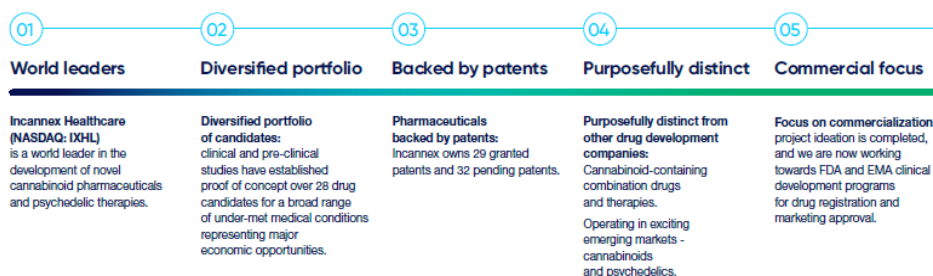 01
World leaders
Incannex Healthcare
(NASDAQ: IXHL)
is a world leader in the
development of novel
cannabinoid pharmaceuticals
and psychedelic therapies.
02
Diversified portfolio
Diversified portfolio
of candidates:
clinical and pre-clinical
studies have established
proof of concept over 28 drug
candidates for a broad range
of under-met medical conditions
representing major
economic opportunities.
03
Backed by patents
Pharmaceuticals
backed by patents:
Incannex owns 29 granted
patents and 32 pending patents.
04
Purposefully distinct
Purposefully distinct from
other drug development
companies:
Cannabinoid-containing
combination drugs
and therapies.
Operating in exciting
emerging markets -
cannabinoids
and psychedelics.
05
Commercial focus
Focus on commercialization
project ideation is completed,
and we are now working
towards FDA and EMA clinical
development programs
for drug registration and
marketing approval.